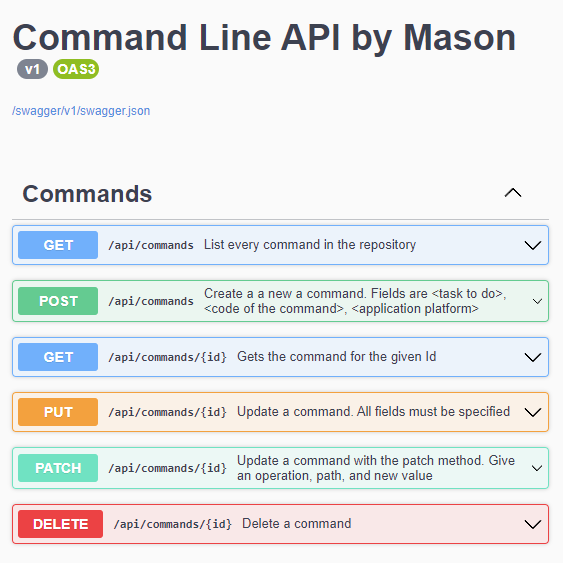 Command Line API by Mason
v1 OAS3
/swagger/v1/swagger.json
Commands
GET /api/commands List every command in the repository
POST /api/commands Create a a new a command. Fields are <task to do>,
<code of the command>, <application platform>
GET /api/commands/{id} Gets the command for the given Id
PUT /api/commands/{id} Update a command. All fields must be specified
PATCH /api/commands/{id} Update a command with the patch method. Give
an operation, path, and new value
DELETE /api/commands/{id} Delete a command